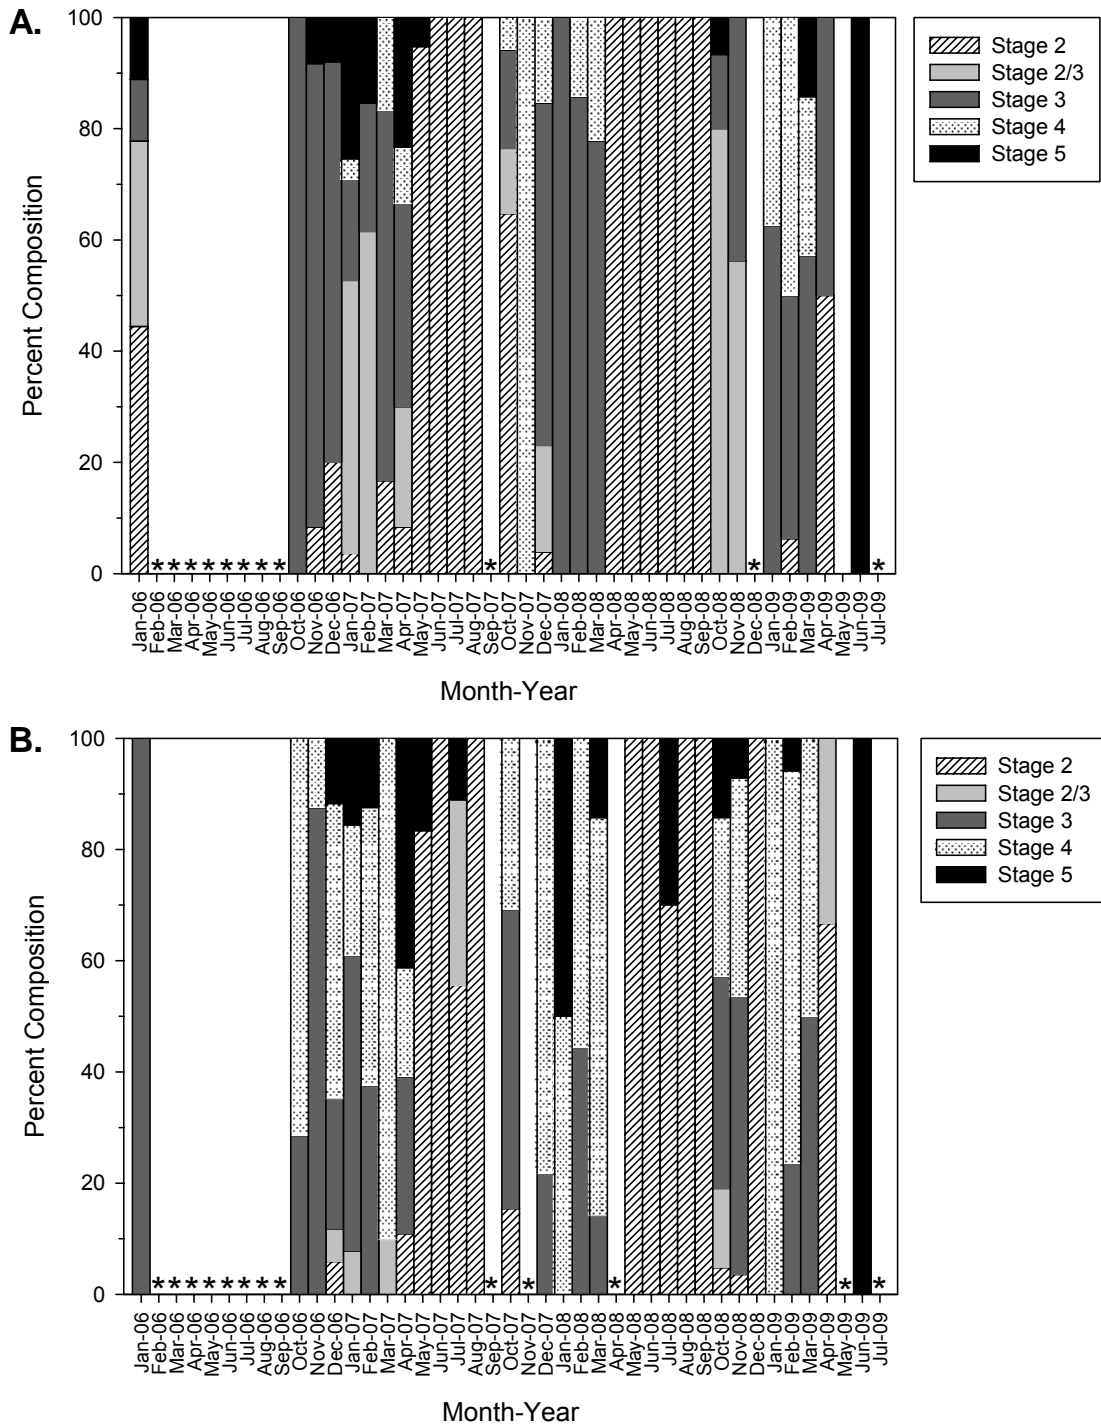 A.
100
80
60
40
20
0
Percent Composition
* * * * * * * * * * *
Jan-06 Feb-06 Mar-06 Apr-06 May-06 Jun-06 Jul-06 Aug-06 Sep-06 Oct-06 Nov-06 Dec-06 Jan-07 Feb-07 Mar-07 Apr-07 May-07 Jun-07 Jul-07 Aug-07 Sep-07 Oct-07 Nov-07 Dec-07 Jan-08 Feb-08 Mar-08 Apr-08 May-08 Jun-08 Jul-08 Aug-08 Sep-08 Oct-08 Nov-08 Dec-08 Jan-09 Feb-09 Mar-09 Apr-09 May-09 Jun-09 Jul-09
Month-Year
Stage 2
Stage 2/3
Stage 3
Stage 4
Stage 5
B.
100
80
60
40
20
0
Percent Composition
* * * * * * * * * * * * *
Jan-06 Feb-06 Mar-06 Apr-06 May-06 Jun-06 Jul-06 Aug-06 Sep-06 Oct-06 Nov-06 Dec-06 Jan-07 Feb-07 Mar-07 Apr-07 May-07 Jun-07 Jul-07 Aug-07 Sep-07 Oct-07 Nov-07 Dec-07 Jan-08 Feb-08 Mar-08 Apr-08 May-08 Jun-08 Jul-08 Aug-08 Sep-08 Oct-08 Nov-08 Dec-08 Jan-09 Feb-09 Mar-09 Apr-09 May-09 Jun-09 Jul-09
Month-Year
Stage 2
Stage 2/3
Stage 3
Stage 4
Stage 5